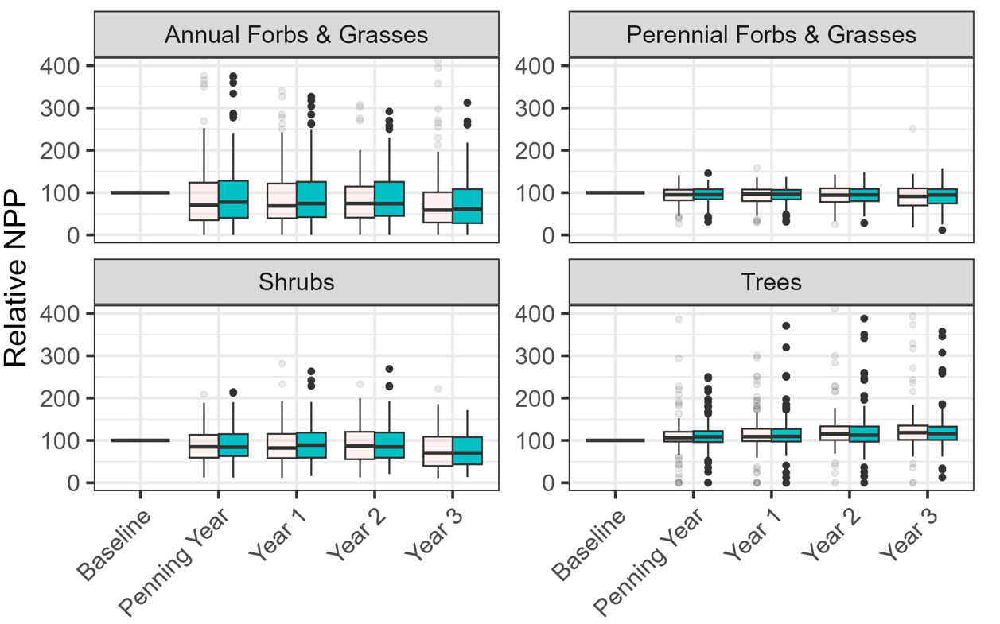 Relative NPP
Annual Forbs & Grasses
400
300
200
100
0
Perennial Forbs & Grasses
400
300
200
100
0
Shrubs
400
300
200
100
0
Trees
400
300
200
100
0
Baseline
Penning Year
Year 1
Year 2
Year 3
Baseline
Penning Year
Year 1
Year 2
Year 3